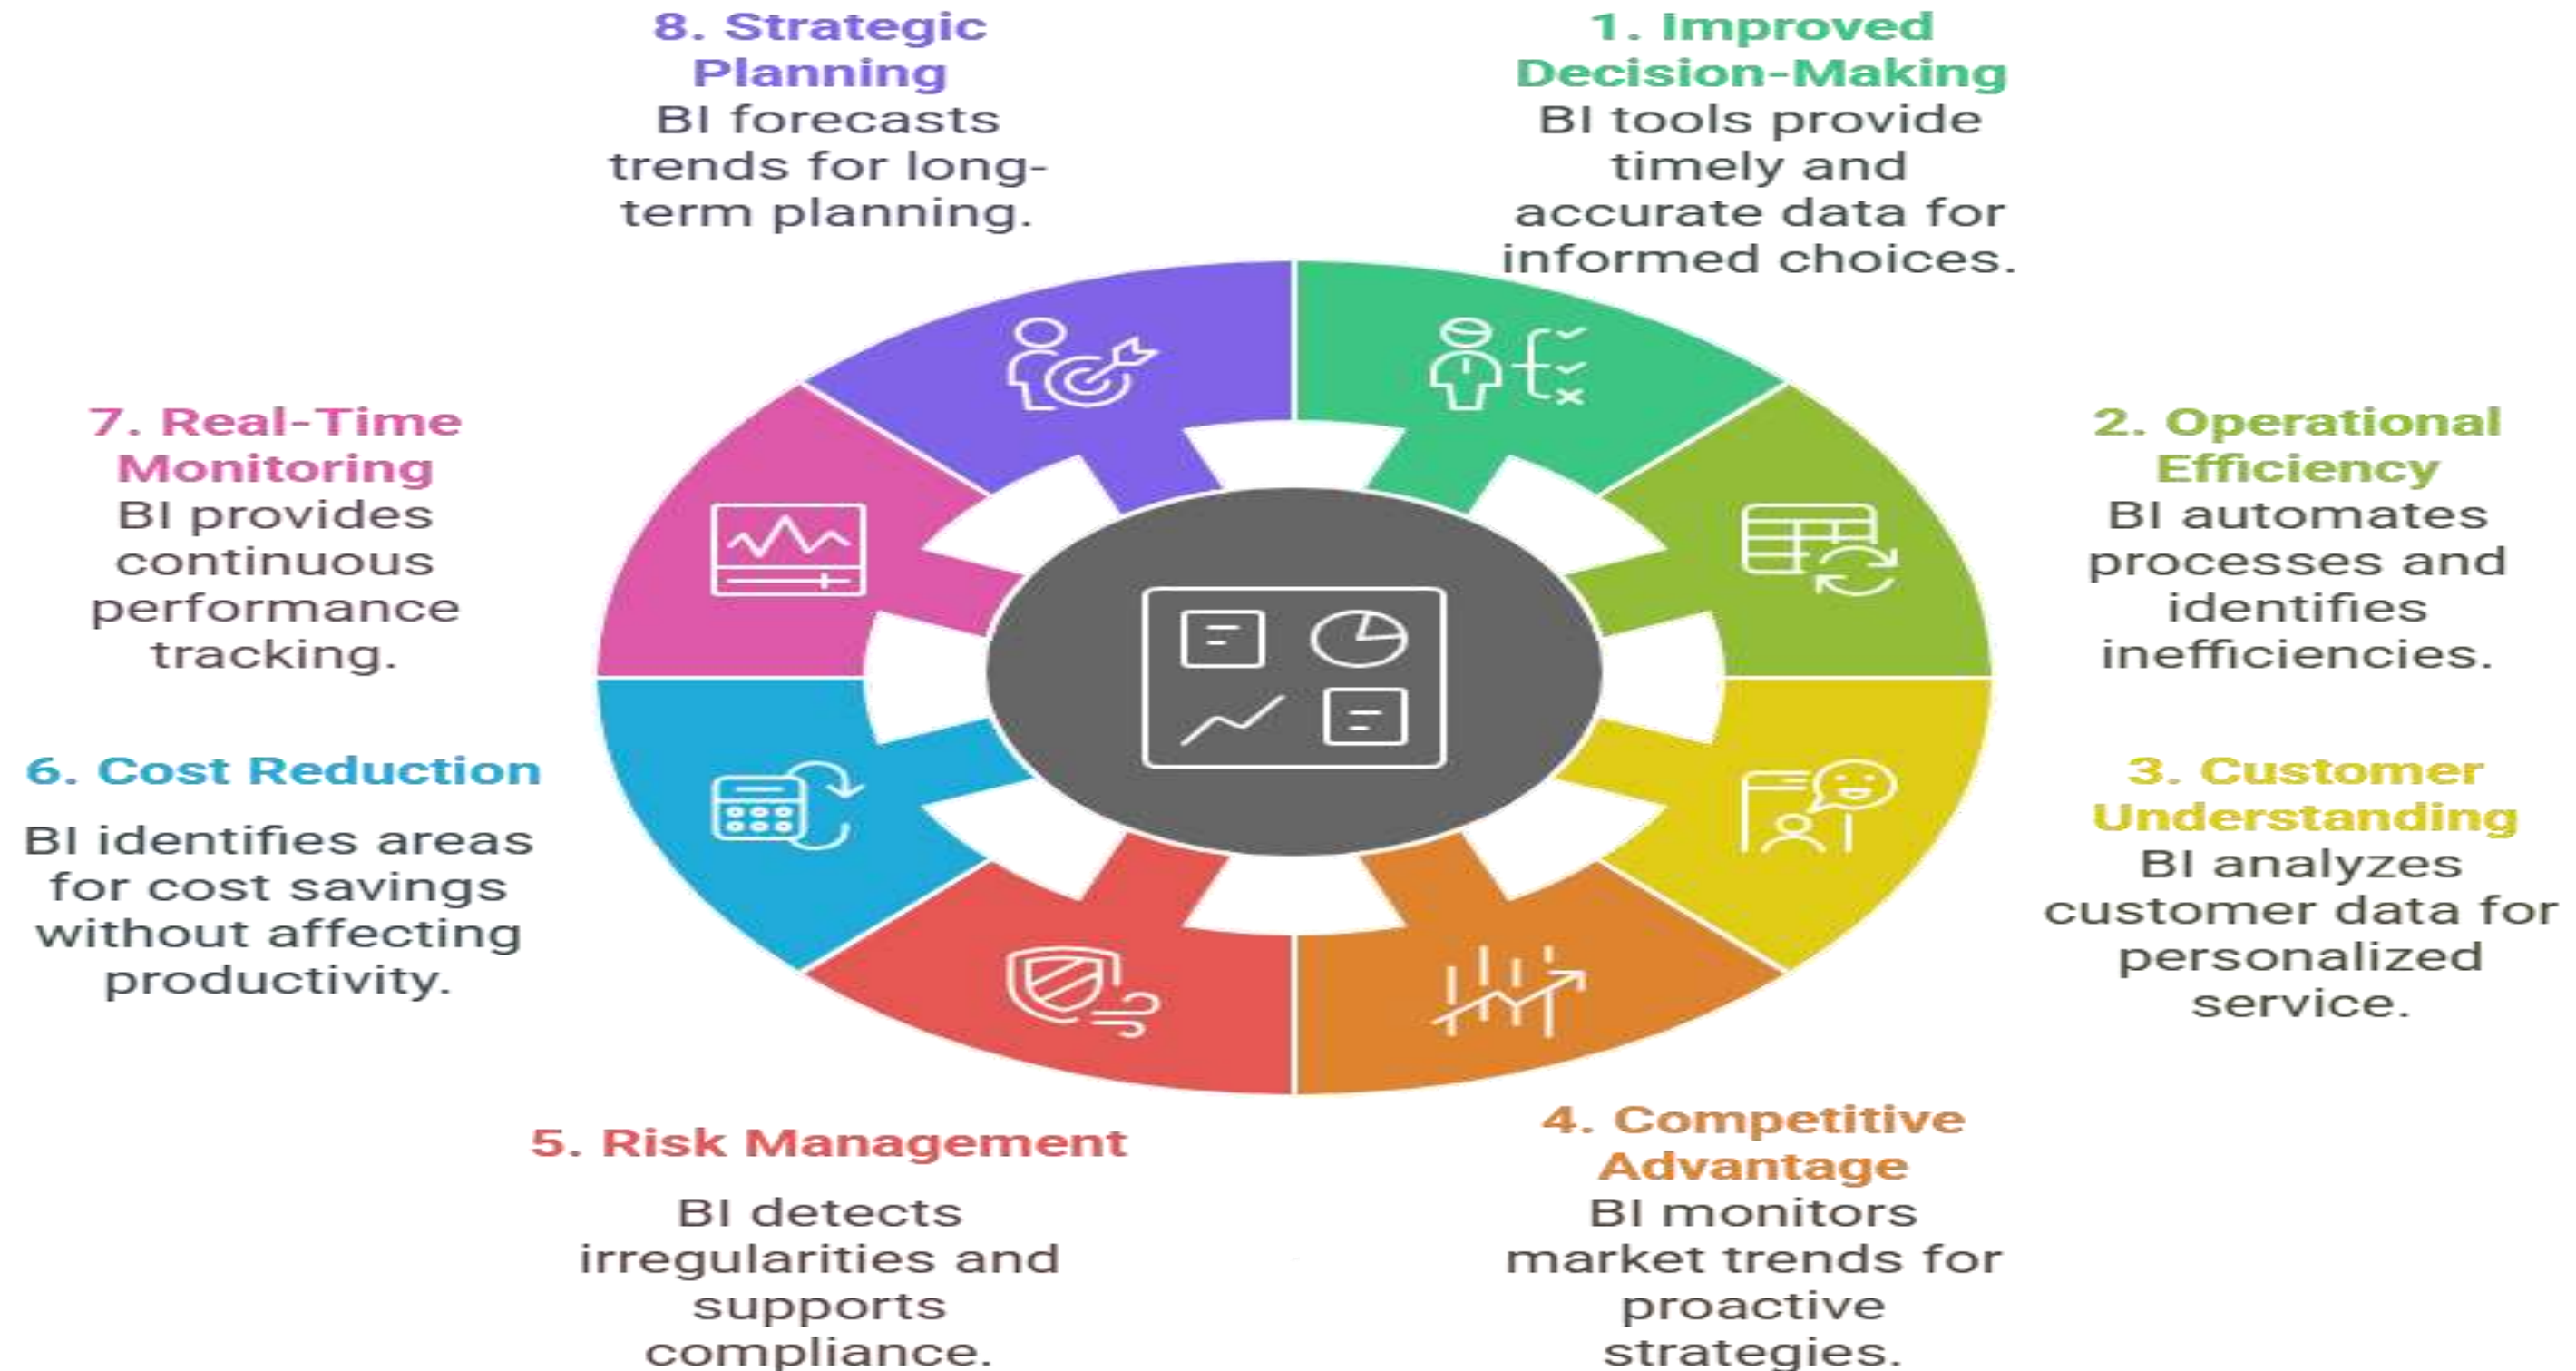 1. Improved
Decision-Making
BI tools provide
timely and
accurate data for
informed choices.
2. Operational
Efficiency
BI automates
processes and
identifies
inefficiencies.
3. Customer
Understanding
BI analyzes
customer data for
personalized
service.
4. Competitive
Advantage
BI monitors
market trends for
proactive
strategies.
5. Risk Management
BI detects
irregularities and
supports
compliance.
6. Cost Reduction
BI identifies areas
for cost savings
without affecting
productivity.
7. Real-Time
Monitoring
BI provides
continuous
performance
tracking.
8. Strategic
Planning
BI forecasts
trends for long-
term planning.